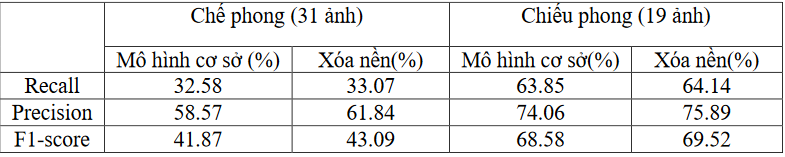 Chế phong (31 ảnh) Chiếu phong (19 ảnh)
Mô hình cơ sở (%) Xóa nền(%) Mô hình cơ sở(%) Xóa nền(%)
Recall 32.58 33.07 63.85 64.14
Precision 58.57 61.84 74.06 75.89
F1-score 41.87 43.09 68.58 69.52